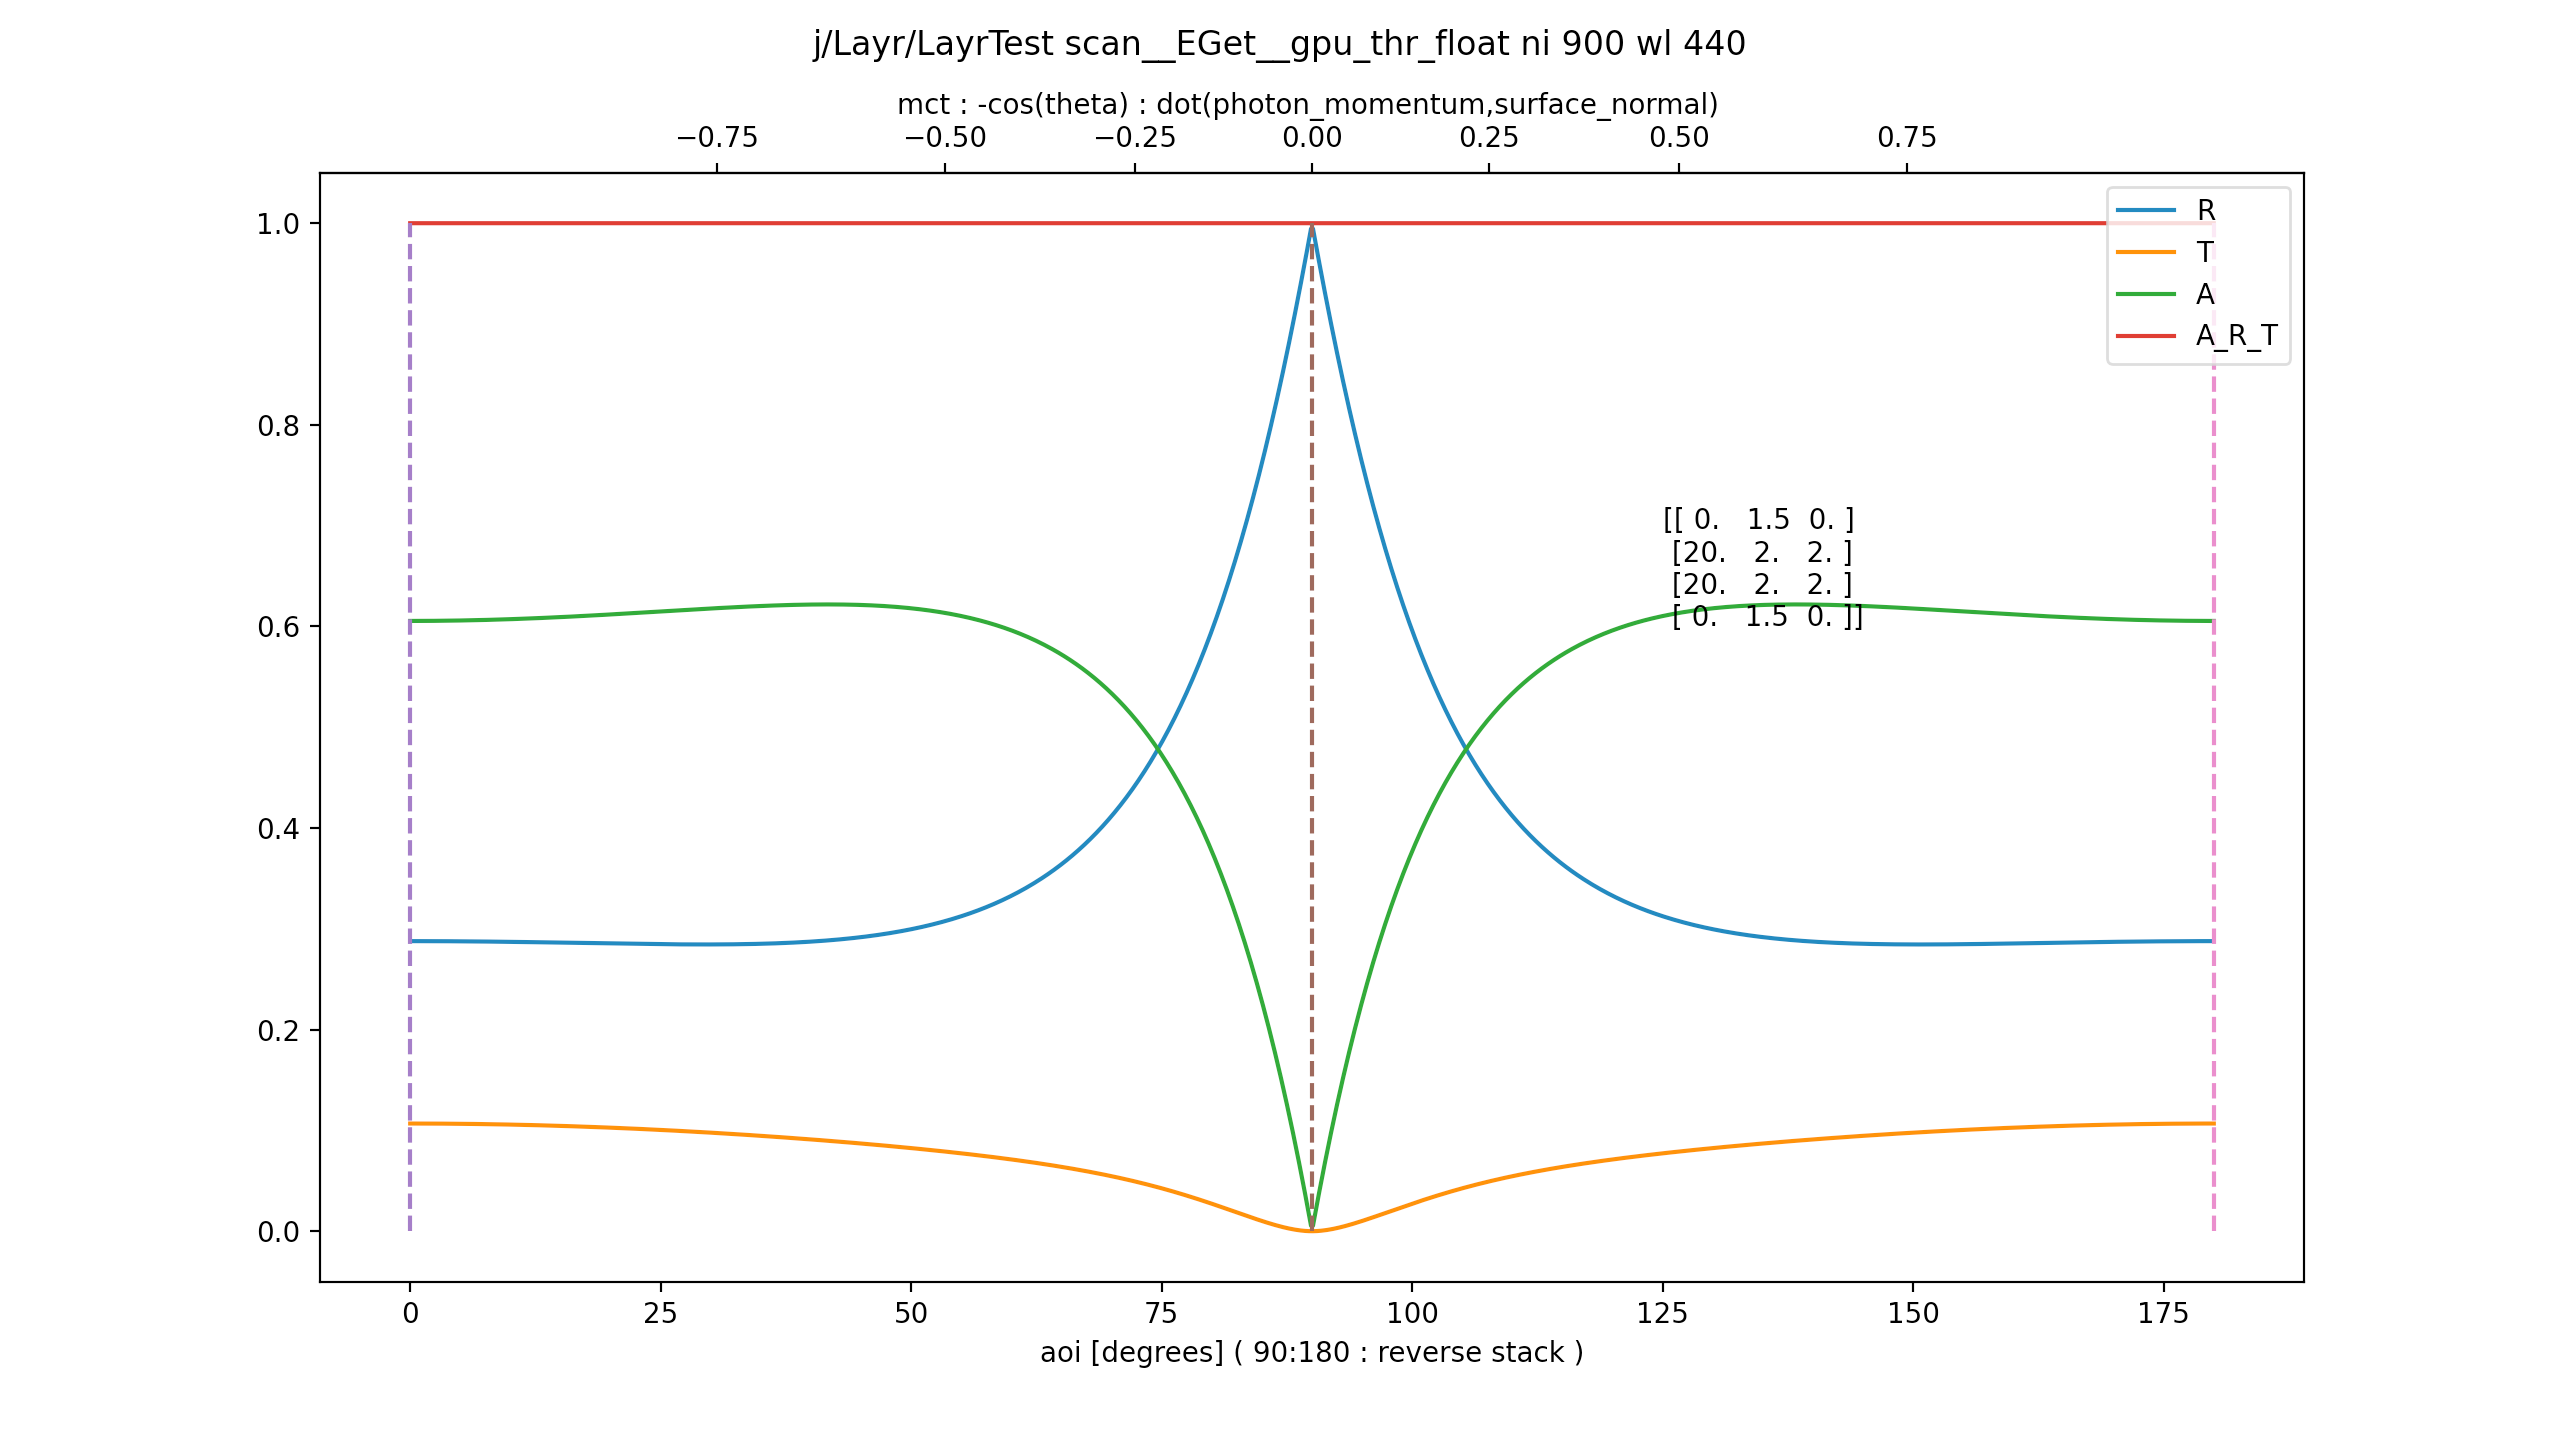 j/Layr/LayrTest scan__EGet__gpu_thr_float ni 900 wl 440
mct : -cos(theta) : dot(photon_momentum,surface_normal)
−0.75 −0.50 −0.25 0.00 0.25 0.50 0.75
1.0
0.8
0.6
0.4
0.2
0.0
R
T
A
A_R_T
[[ 0. 1.5 0. ]
[20. 2. 2. ]
[20. 2. 2. ]
[ 0. 1.5 0. ]]
0 25 50 75 100 125 150 175
aoi [degrees] ( 90:180 : reverse stack )